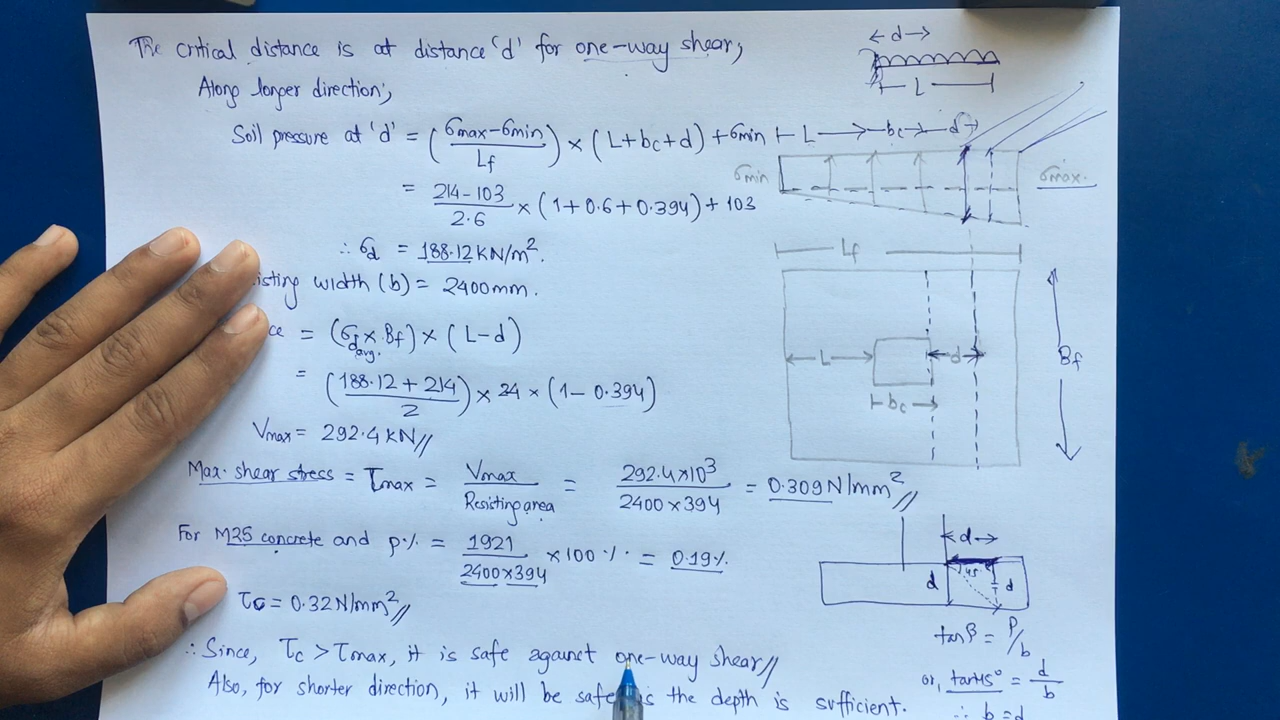 The critical distance is at distance 'd' for one-way shear,
Along longer direction,
Soil pressure at 'd' = (σmax-σmin / Lf) × (L+bc+d) + σmin
= 214-103 / 2.6 × (1+0.6+0.394) + 103
∴ σd = 188.12 KN/m².
isting width (b) = 2400mm.
ce = (σd avg. × Bf) × (L-d)
= (188.12 + 214 / 2) × 24 × (1-0.394)
Vmax = 292.4 KN//
Max. shear stress = τmax = Vmax / Resisting area = 292.4×10³ / 2400×394 = 0.309 N/mm²//
For M25 concrete and p% = 1921 / 2400×394 ×100% = 0.19%.
τc = 0.32 N/mm²//
∴ Since, τc > τmax, it is safe against one-way shear//
Also, for shorter direction, it will be safe is the depth is sufficient.
d
L
L bc d
σmin σmax.
Lf
L d
bc
Bf
d
d 45° d
tanβ = P/b
or, tan45° = d/b
∴ b=d